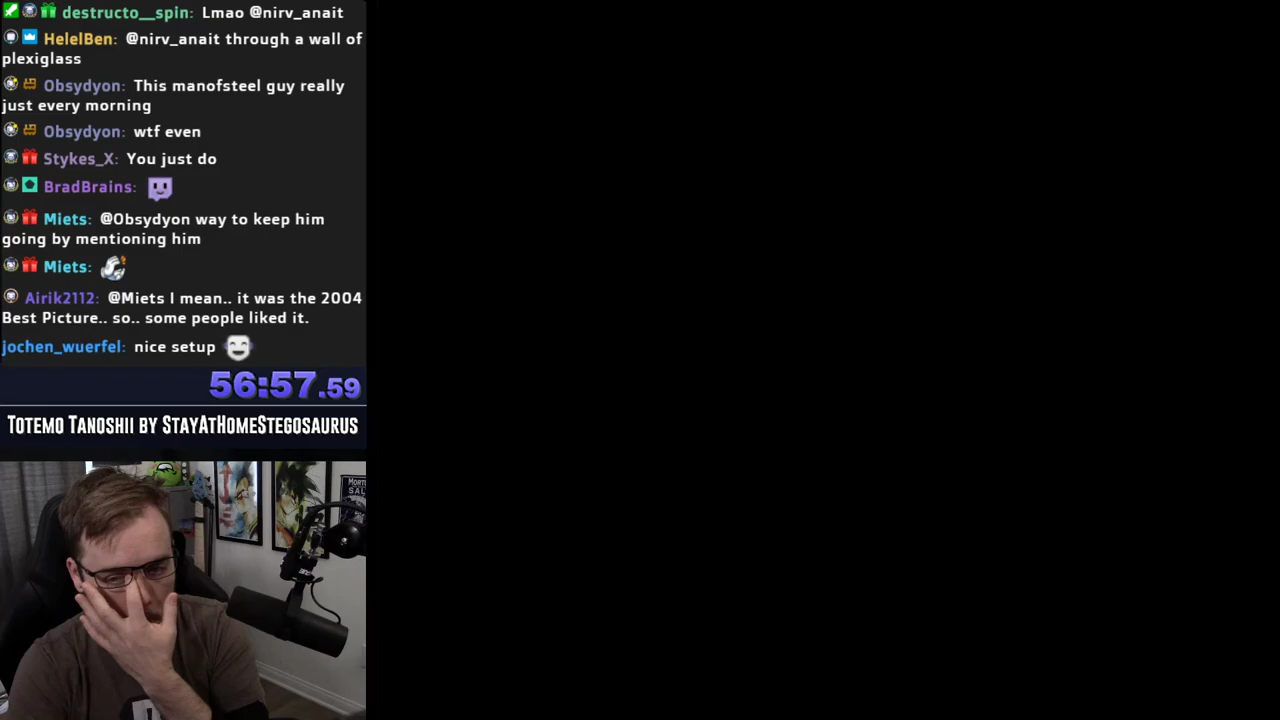 destructo__spin: Lmao @nirv_anait
HelelBen: @nirv_anait through a wall of
plexiglass
Obsydyon: This manofsteel guy really
just every morning
Obsydyon: wtf even
Stykes_X: You just do
BradBrains:
Miets: @Obsydyon way to keep him
going by mentioning him
Miets:
Airik2112: @Miets I mean.. it was the 2004
Best Picture.. so.. some people liked it.
jochen_wuerfel: nice setup
56:57.59
TOTEMO TANOSHII BY STAYATHOMESTEGOSAURUS